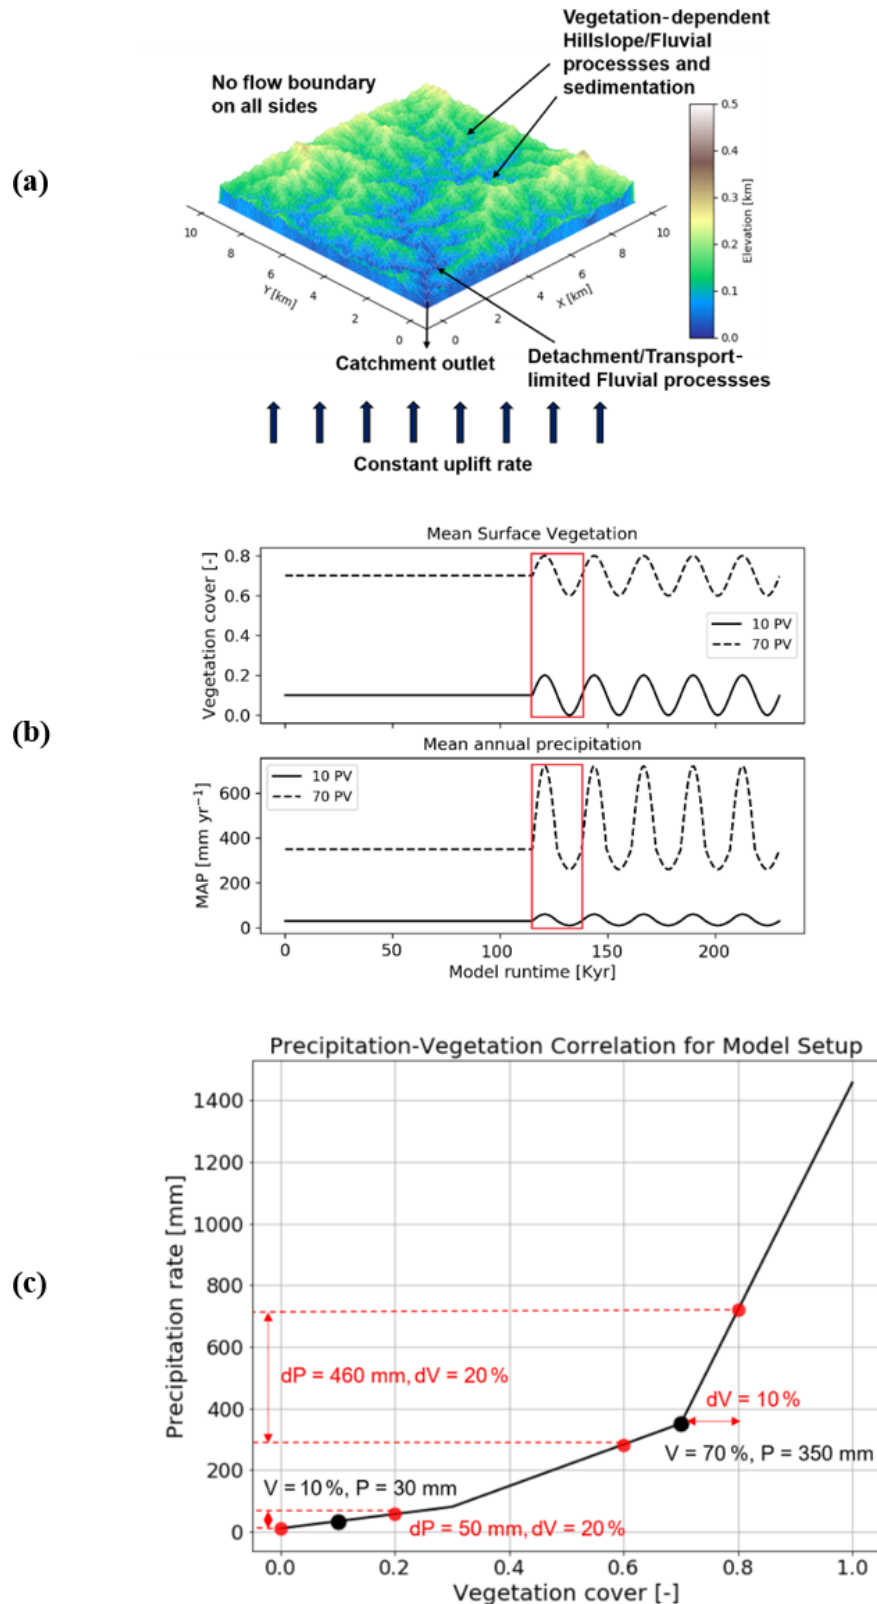 (a)
No flow boundary
on all sides
Vegetation-dependent
Hillslope/Fluvial
processses and
sedimentation
0.5
0.4
0.3
0.2
0.1
0.0
Elevation [km]
10
8
6
4
2
0
Y [km]
0
2
4
6
8
10
X [km]
Catchment outlet
Detachment/Transport-
limited Fluvial processses
Constant uplift rate
(b)
Mean Surface Vegetation
Vegetation cover [-]
0.8
0.6
0.4
0.2
0.0
10 PV
70 PV
Mean annual precipitation
MAP [mm yr⁻¹]
600
400
200
0
10 PV
70 PV
0
50
100
150
200
Model runtime [Kyr]
(c)
Precipitation-Vegetation Correlation for Model Setup
Precipitation rate [mm]
1400
1200
1000
800
600
400
200
0
dP = 460 mm, dV = 20 %
dV = 10 %
V = 70 %, P = 350 mm
V = 10 %, P = 30 mm
dP = 50 mm, dV = 20 %
0.0
0.2
0.4
0.6
0.8
1.0
Vegetation cover [-]